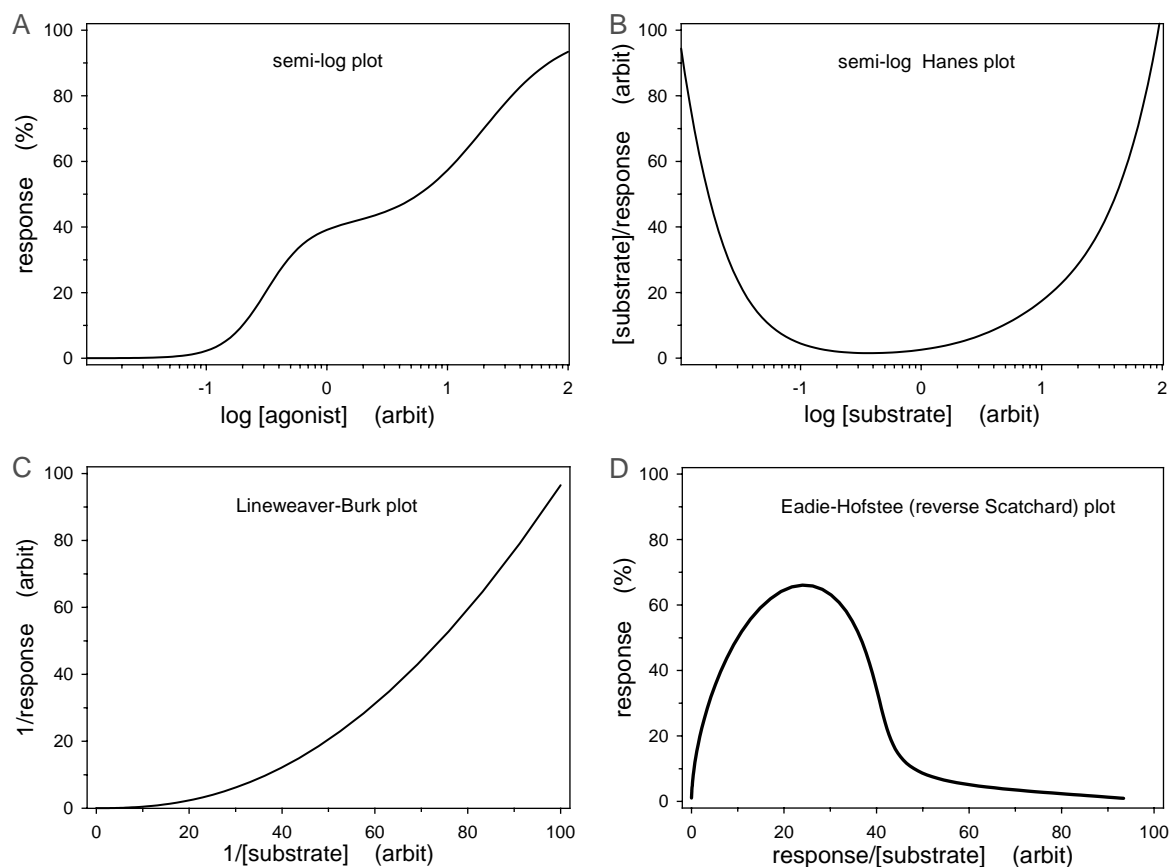 A
semi-log plot
response (%)
100
80
60
40
20
0
-1 0 1 2
log [agonist] (arbit)
B
semi-log Hanes plot
[substrate]/response (arbit)
100
80
60
40
20
0
-1 0 1 2
log [substrate] (arbit)
C
Lineweaver-Burk plot
1/response (arbit)
100
80
60
40
20
0
0 20 40 60 80 100
1/[substrate] (arbit)
D
Eadie-Hofstee (reverse Scatchard) plot
response (%)
100
80
60
40
20
0
0 20 40 60 80 100
response/[substrate] (arbit)